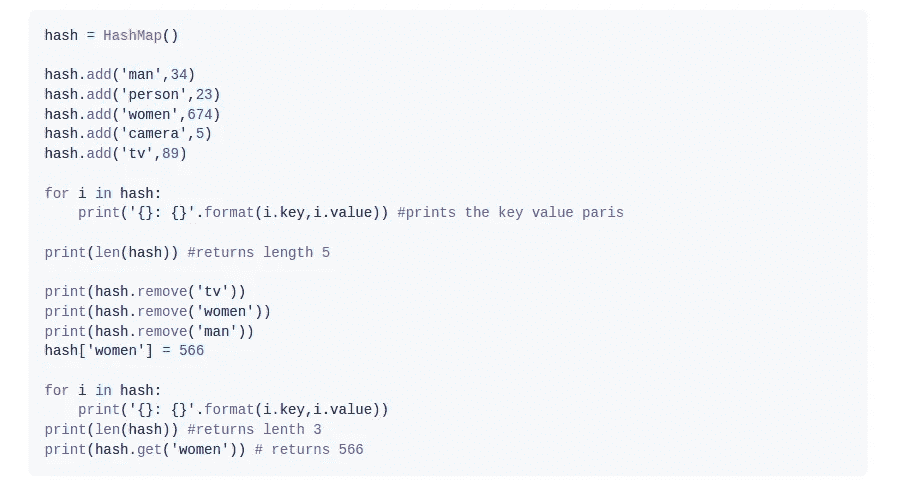 hash = HashMap()
hash.add('man',34)
hash.add('person',23)
hash.add('women',674)
hash.add('camera',5)
hash.add('tv',89)
for i in hash:
    print('{}: {}'.format(i.key,i.value)) #prints the key value paris
print(len(hash)) #returns length 5
print(hash.remove('tv'))
print(hash.remove('women'))
print(hash.remove('man'))
hash['women'] = 566
for i in hash:
    print('{}: {}'.format(i.key,i.value))
print(len(hash)) #returns lenth 3
print(hash.get('women')) # returns 566